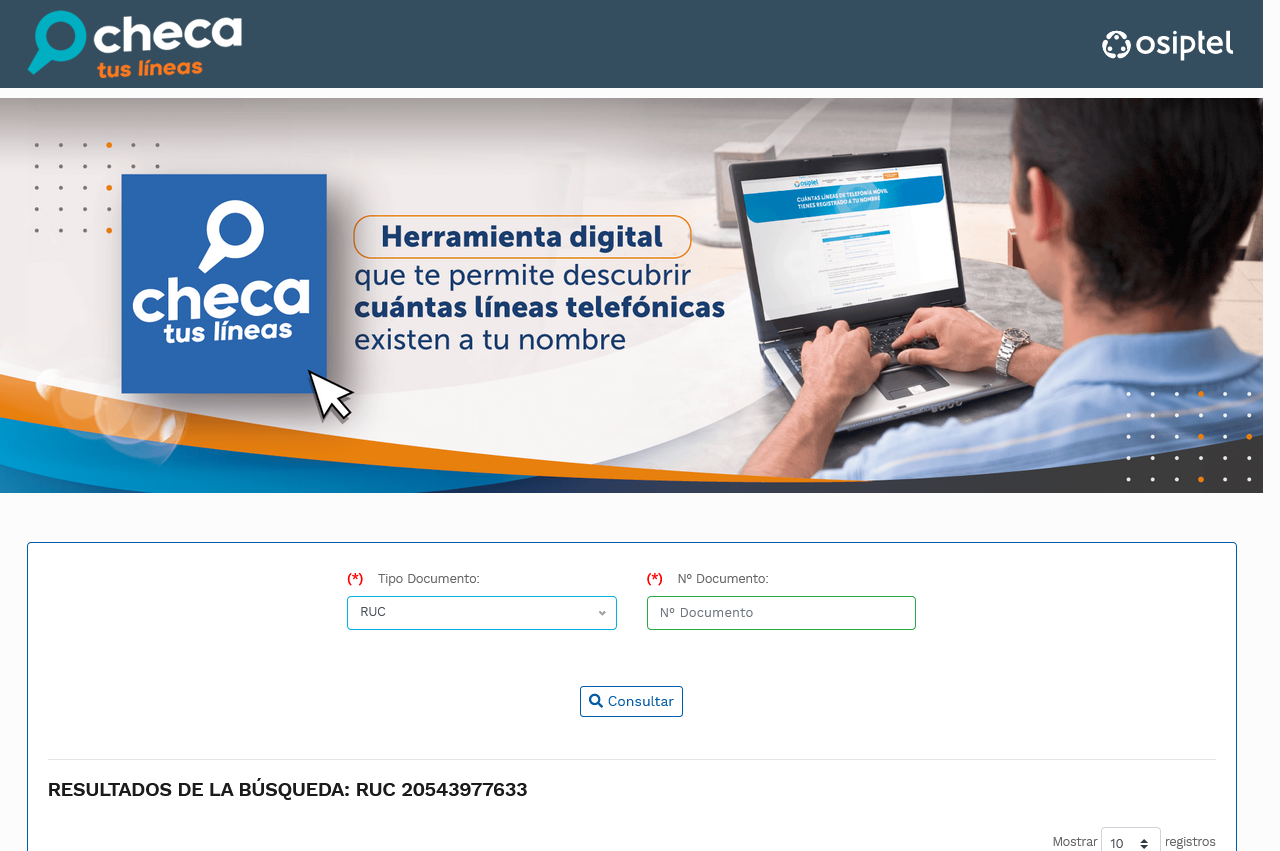 checa
tus líneas
osiptel
checa
tus líneas
Herramienta digital
que te permite descubrir
cuántas líneas telefónicas
existen a tu nombre
osiptel
CUÁNTAS LÍNEAS DE TELEFONÍA MÓVIL
TIENES REGISTRADO A TU NOMBRE
(*) Tipo Documento:
(*) N° Documento:
RUC
N° Documento
Consultar
RESULTADOS DE LA BÚSQUEDA: RUC 20543977633
Mostrar 10 registros